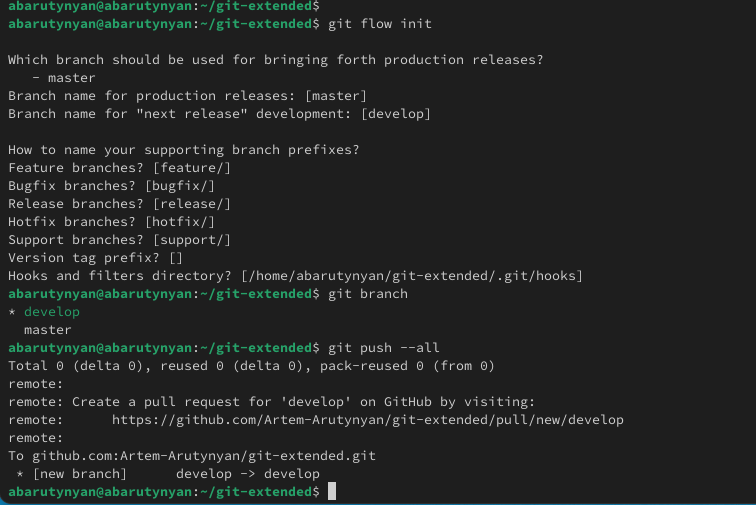 abarutynyan@abarutynyan:~/git-extended$
abarutynyan@abarutynyan:~/git-extended$ git flow init

Which branch should be used for bringing forth production releases?
   - master
Branch name for production releases: [master]
Branch name for "next release" development: [develop]

How to name your supporting branch prefixes?
Feature branches? [feature/]
Bugfix branches? [bugfix/]
Release branches? [release/]
Hotfix branches? [hotfix/]
Support branches? [support/]
Version tag prefix? []
Hooks and filters directory? [/home/abarutynyan/git-extended/.git/hooks]
abarutynyan@abarutynyan:~/git-extended$ git branch
* develop
  master
abarutynyan@abarutynyan:~/git-extended$ git push --all
Total 0 (delta 0), reused 0 (delta 0), pack-reused 0 (from 0)
remote:
remote: Create a pull request for 'develop' on GitHub by visiting:
remote:      https://github.com/Artem-Arutynyan/git-extended/pull/new/develop
remote:
To github.com:Artem-Arutynyan/git-extended.git
 * [new branch]      develop -> develop
abarutynyan@abarutynyan:~/git-extended$